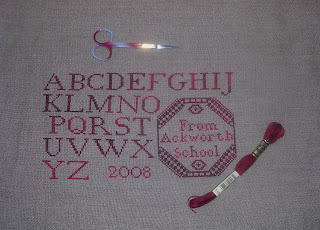 ABCDEFGHIJ
KLMNO
PQRST
UVWX
YZ 2008
From
Ackworth
School